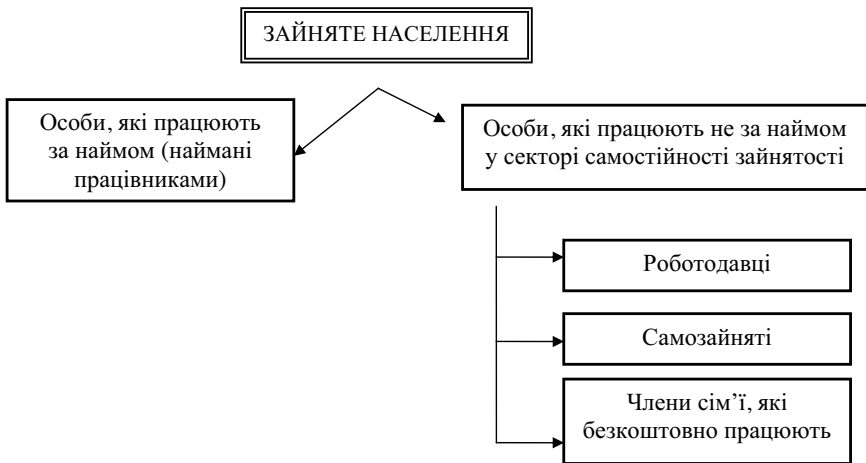 ЗАЙНЯТЕ НАСЕЛЕННЯ
Особи, які працюють
за наймом (наймані
працівниками)
Особи, які працюють не за наймом
у секторі самостійності зайнятості
Роботодавці
Самозайняті
Члени сім’ї, які
безкоштовно працюють